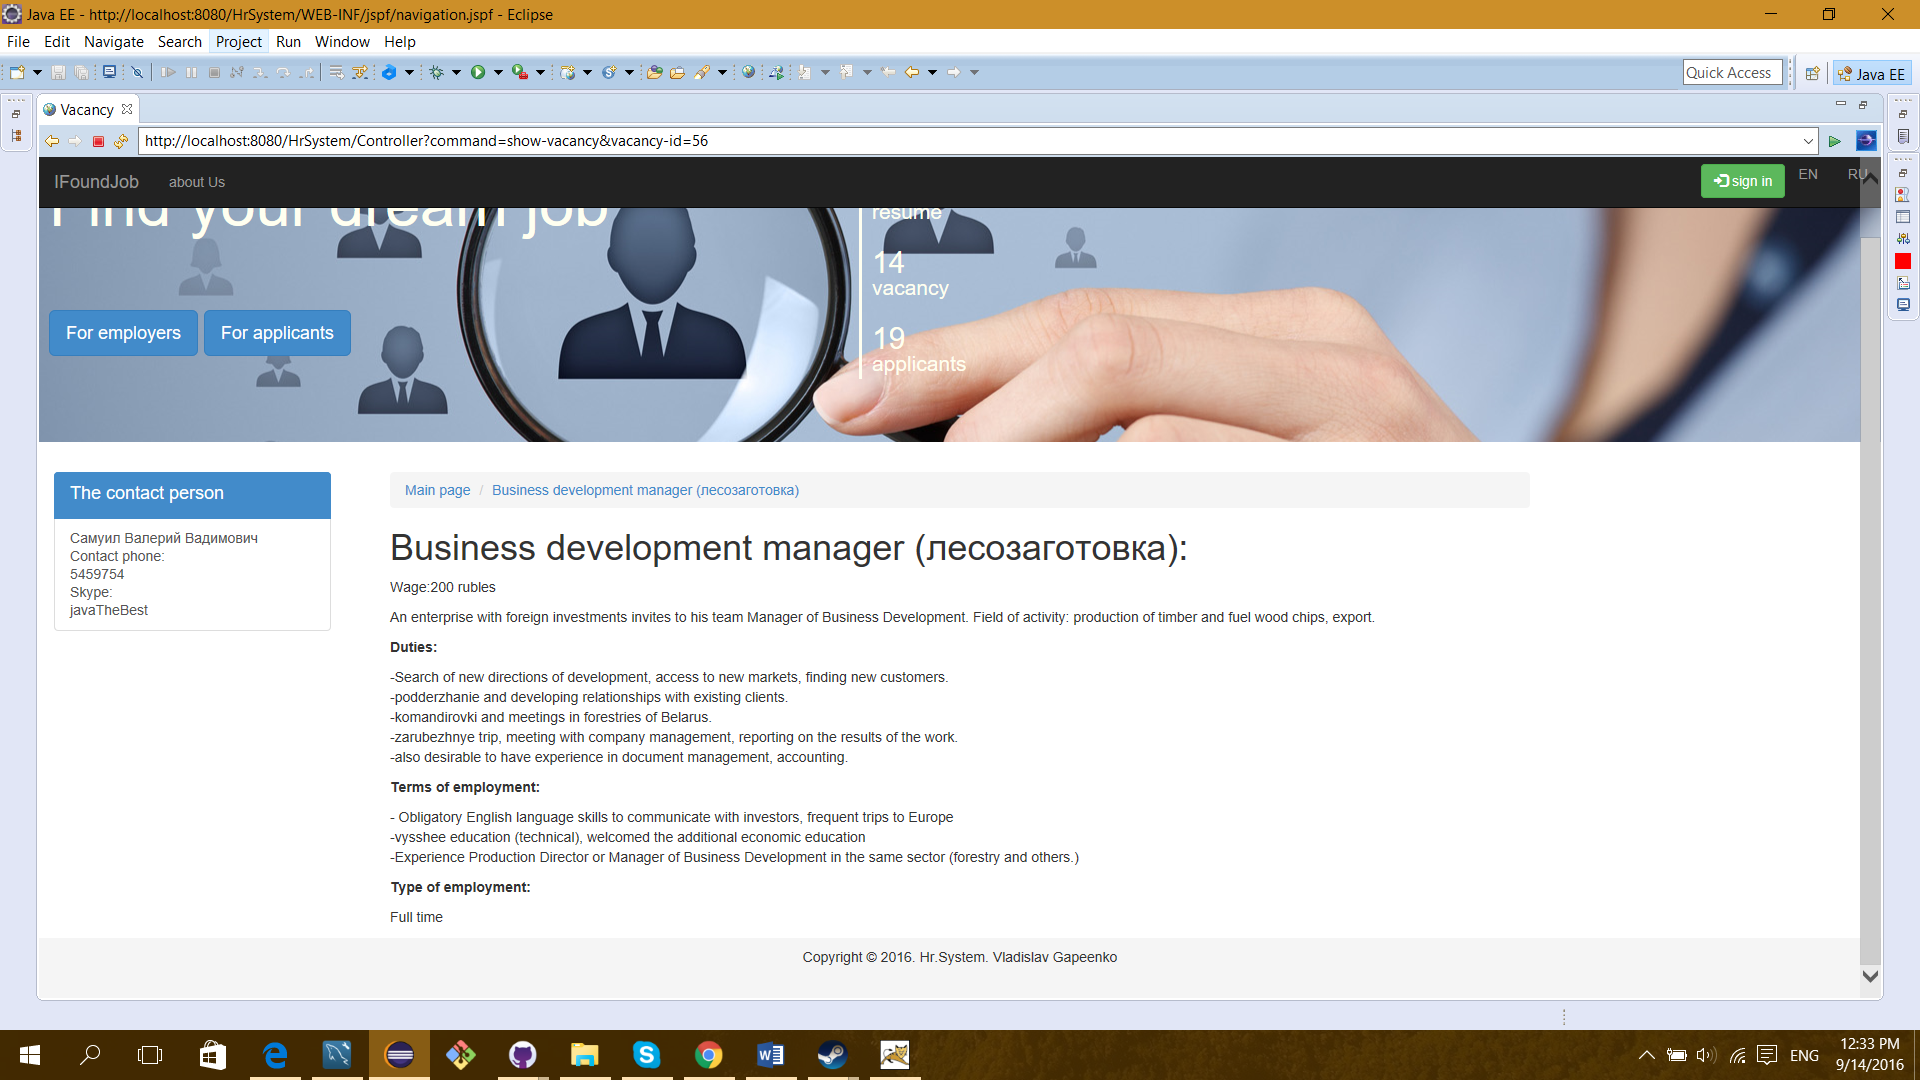 Java EE - http://localhost:8080/HrSystem/WEB-INF/jspf/navigation.jspf - Eclipse
File Edit Navigate Search Project Run Window Help
Quick Access
Java EE
Vacancy
http://localhost:8080/HrSystem/Controller?command=show-vacancy&vacancy-id=56
IFoundJob about Us sign in EN RU
Find your dream job
resume
14
vacancy
19
applicants
For employers For applicants
The contact person
Самуил Валерий Вадимович
Contact phone:
5459754
Skype:
javaTheBest
Main page / Business development manager (лесозаготовка)
Business development manager (лесозаготовка):
Wage:200 rubles
An enterprise with foreign investments invites to his team Manager of Business Development. Field of activity: production of timber and fuel wood chips, export.
Duties:
-Search of new directions of development, access to new markets, finding new customers.
-podderzhanie and developing relationships with existing clients.
-komandirovki and meetings in forestries of Belarus.
-zarubezhnye trip, meeting with company management, reporting on the results of the work.
-also desirable to have experience in document management, accounting.
Terms of employment:
- Obligatory English language skills to communicate with investors, frequent trips to Europe
-vysshee education (technical), welcomed the additional economic education
-Experience Production Director or Manager of Business Development in the same sector (forestry and others.)
Type of employment:
Full time
Copyright © 2016. Hr.System. Vladislav Gapeenko
ENG
12:33 PM
9/14/2016